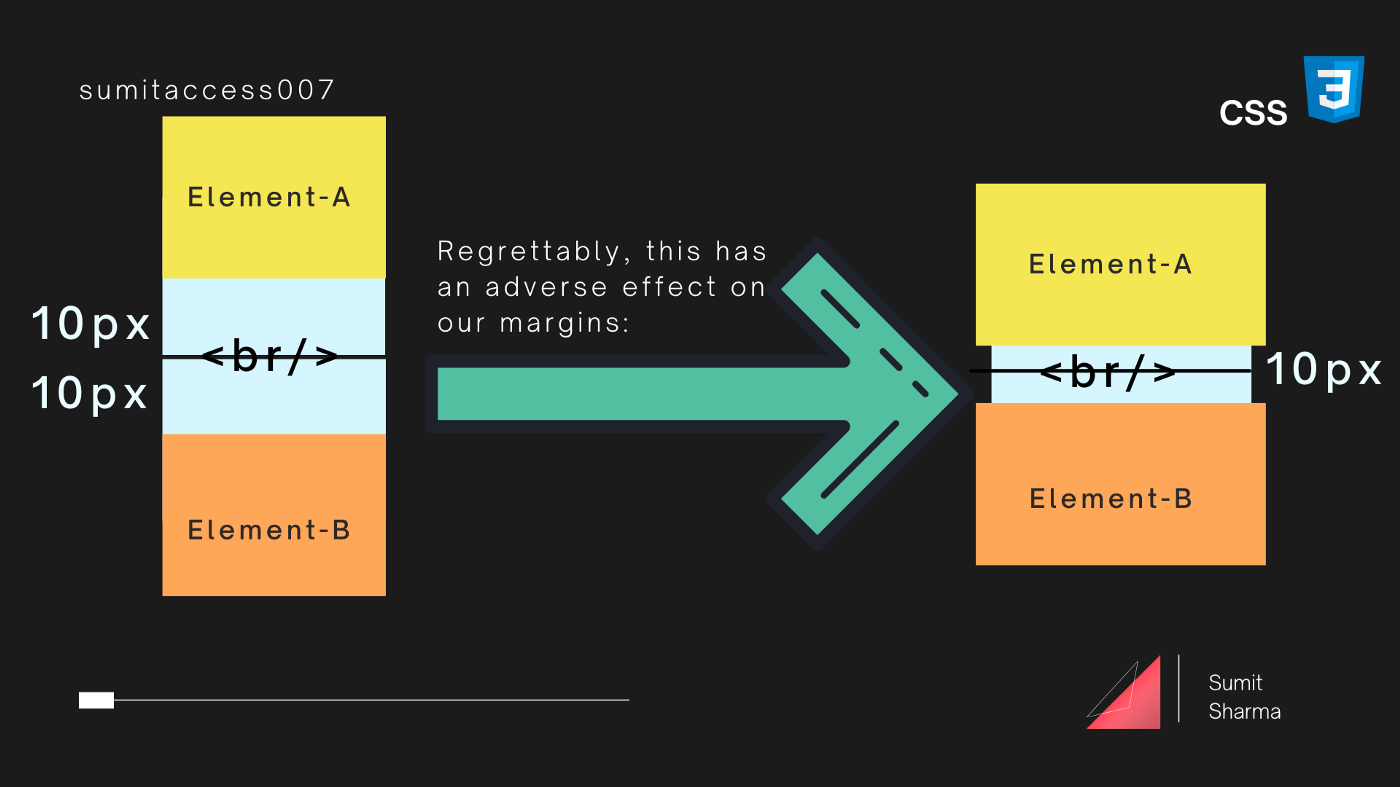 sumitaccess007
CSS
3
Element-A
10px
<br/>
10px
Element-B
Regrettably, this has
an adverse effect on
our margins:
Element-A
<br/>
10px
Element-B
Sumit
Sharma